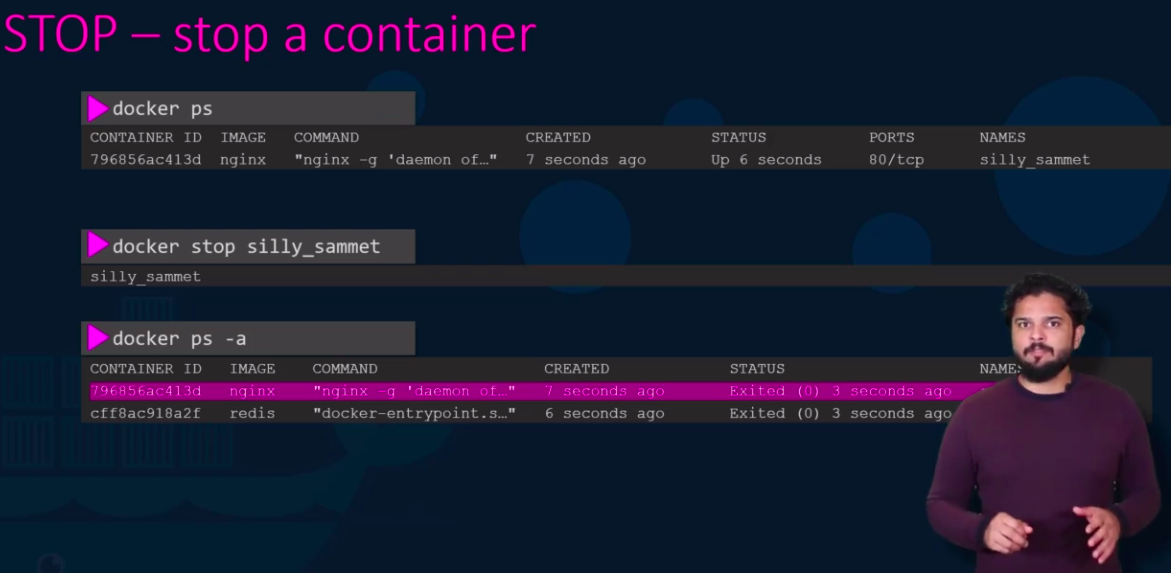 STOP – stop a container
docker ps
CONTAINER ID IMAGE COMMAND CREATED STATUS PORTS NAMES
796856ac413d nginx "nginx -g 'daemon of…" 7 seconds ago Up 6 seconds 80/tcp silly_sammet
docker stop silly_sammet
silly_sammet
docker ps -a
CONTAINER ID IMAGE COMMAND CREATED STATUS
796856ac413d nginx "nginx -g 'daemon of…" 7 seconds ago Exited (0) 3 seconds ago
cff8ac918a2f redis "docker-entrypoint.s…" 6 seconds ago Exited (0) 3 seconds ago